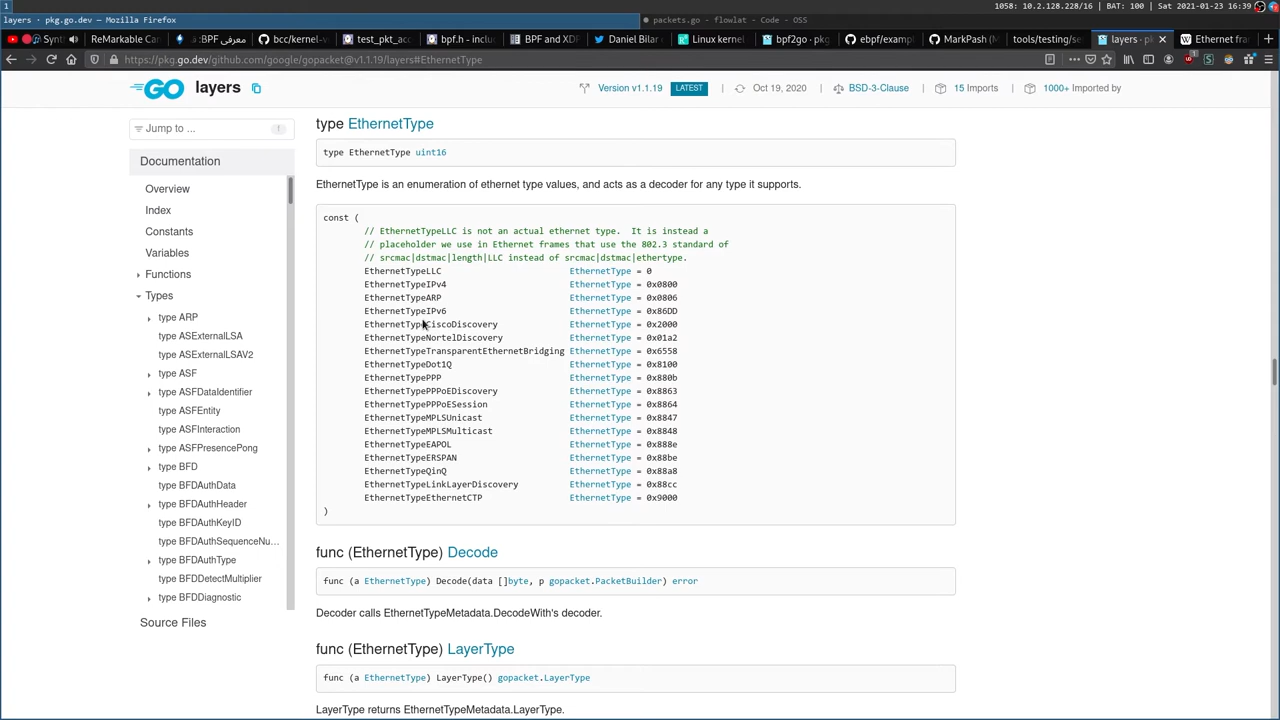 1
1058: 10.2.128.228/16 | BAT: 100 | Sat 2021-01-23 16:39
layers · pkg.go.dev — Mozilla Firefox
packets.go - flowlat - Code - OSS
Synt
ReMarkable Can
معرفی BPF:
bcc/kernel-v
test_pkt_acc
bpf.h - inclu
BPF and XDP
Daniel Bilar
Linux kernel
bpf2go · pkg
ebpf/examp
MarkPash (M
tools/testing/se
layers · pkg
Ethernet fra
https://pkg.go.dev/github.com/google/gopacket@v1.1.19/layers#EthernetType
GO layers
Version v1.1.19 LATEST | Oct 19, 2020 | BSD-3-Clause | 15 Imports | 1000+ Imported by
Jump to ...
Documentation
Overview
Index
Constants
Variables
Functions
Types
type ARP
type ASExternalLSA
type ASExternalLSAV2
type ASF
type ASFDataIdentifier
type ASFEntity
type ASFInteraction
type ASFPresencePong
type BFD
type BFDAuthData
type BFDAuthHeader
type BFDAuthKeyID
type BFDAuthSequenceNu...
type BFDAuthType
type BFDDetectMultiplier
type BFDDiagnostic
Source Files
type EthernetType
type EthernetType uint16
EthernetType is an enumeration of ethernet type values, and acts as a decoder for any type it supports.
const (
// EthernetTypeLLC is not an actual ethernet type.  It is instead a
// placeholder we use in Ethernet frames that use the 802.3 standard of
// srcmac|dstmac|length|LLC instead of srcmac|dstmac|ethertype.
EthernetTypeLLC EthernetType = 0
EthernetTypeIPv4 EthernetType = 0x0800
EthernetTypeARP EthernetType = 0x0806
EthernetTypeIPv6 EthernetType = 0x86DD
EthernetTypeCiscoDiscovery EthernetType = 0x2000
EthernetTypeNortelDiscovery EthernetType = 0x01a2
EthernetTypeTransparentEthernetBridging EthernetType = 0x6558
EthernetTypeDot1Q EthernetType = 0x8100
EthernetTypePPP EthernetType = 0x880b
EthernetTypePPPoEDiscovery EthernetType = 0x8863
EthernetTypePPPoESession EthernetType = 0x8864
EthernetTypeMPLSUnicast EthernetType = 0x8847
EthernetTypeMPLSMulticast EthernetType = 0x8848
EthernetTypeEAPOL EthernetType = 0x888e
EthernetTypeERSPAN EthernetType = 0x88be
EthernetTypeQinQ EthernetType = 0x88a8
EthernetTypeLinkLayerDiscovery EthernetType = 0x88cc
EthernetTypeEthernetCTP EthernetType = 0x9000
)
func (EthernetType) Decode
func (a EthernetType) Decode(data []byte, p gopacket.PacketBuilder) error
Decoder calls EthernetTypeMetadata.DecodeWith's decoder.
func (EthernetType) LayerType
func (a EthernetType) LayerType() gopacket.LayerType
LayerType returns EthernetTypeMetadata.LayerType.